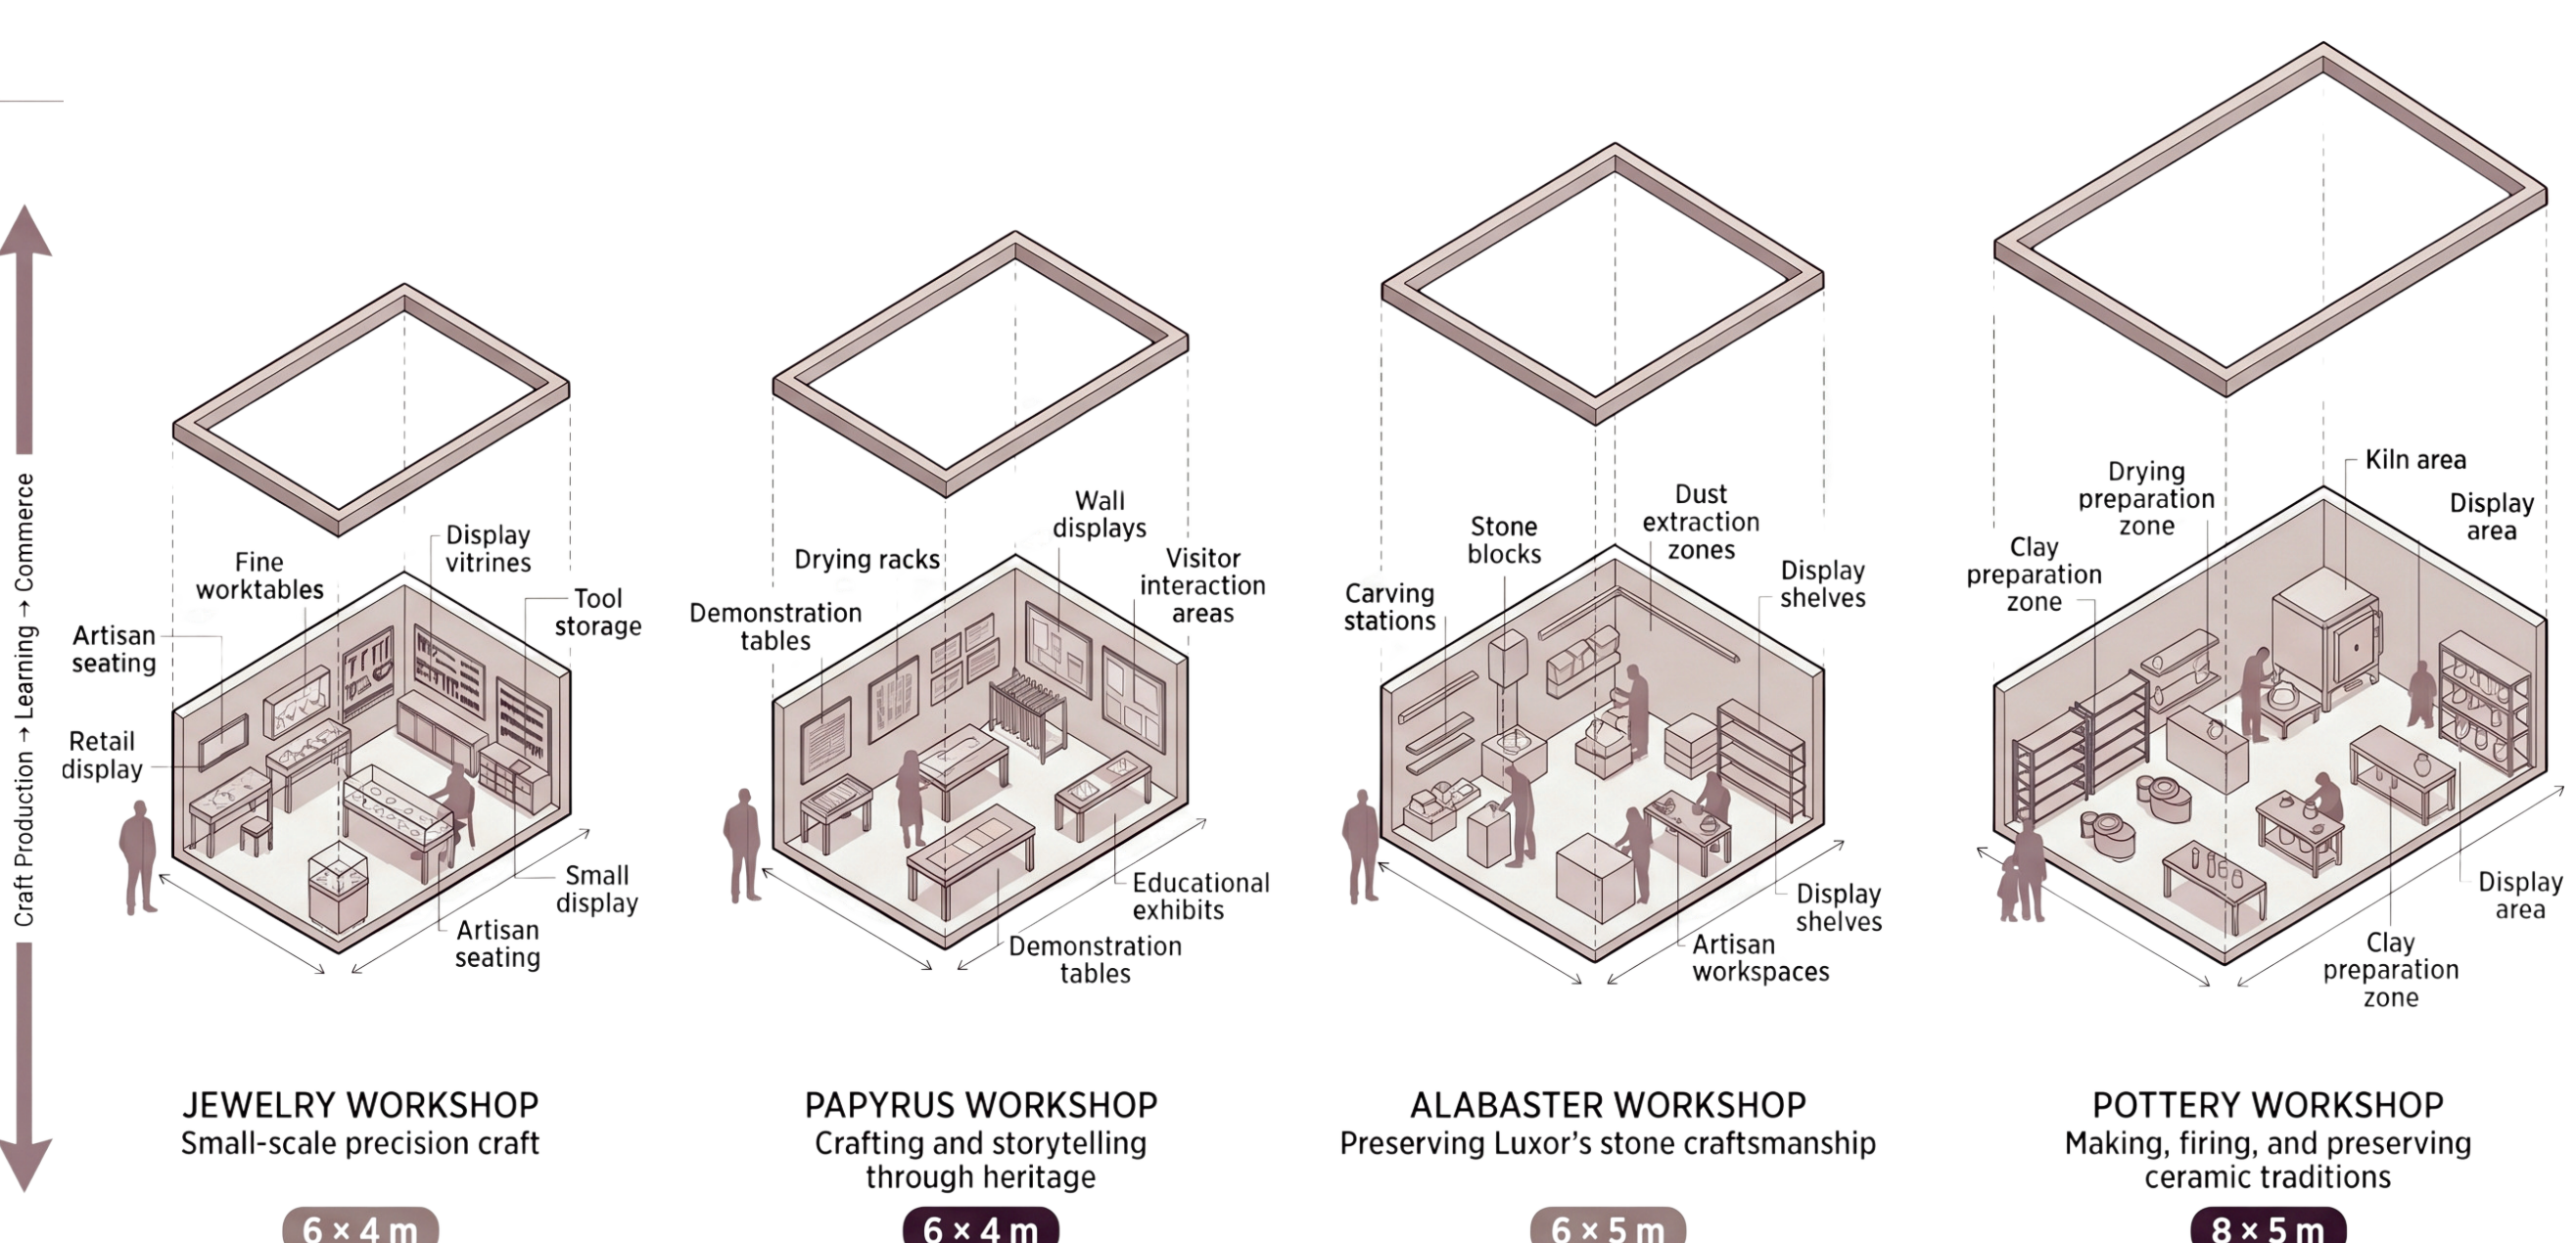 Craft Production → Learning → Commerce
Fine
worktables
Display
vitrines
Tool
storage
Artisan
seating
Retail
display
Small
display
Artisan
seating
JEWELRY WORKSHOP
Small-scale precision craft
6 × 4 m
Wall
displays
Drying racks
Visitor
interaction
areas
Demonstration
tables
Educational
exhibits
Demonstration
tables
PAPYRUS WORKSHOP
Crafting and storytelling
through heritage
6 × 4 m
Dust
extraction
zones
Stone
blocks
Display
shelves
Carving
stations
Display
shelves
Artisan
workspaces
ALABASTER WORKSHOP
Preserving Luxor's stone craftsmanship
6 × 5 m
Kiln area
Drying
preparation
zone
Display
area
Clay
preparation
zone
Display
area
Clay
preparation
zone
POTTERY WORKSHOP
Making, firing, and preserving
ceramic traditions
8 × 5 m